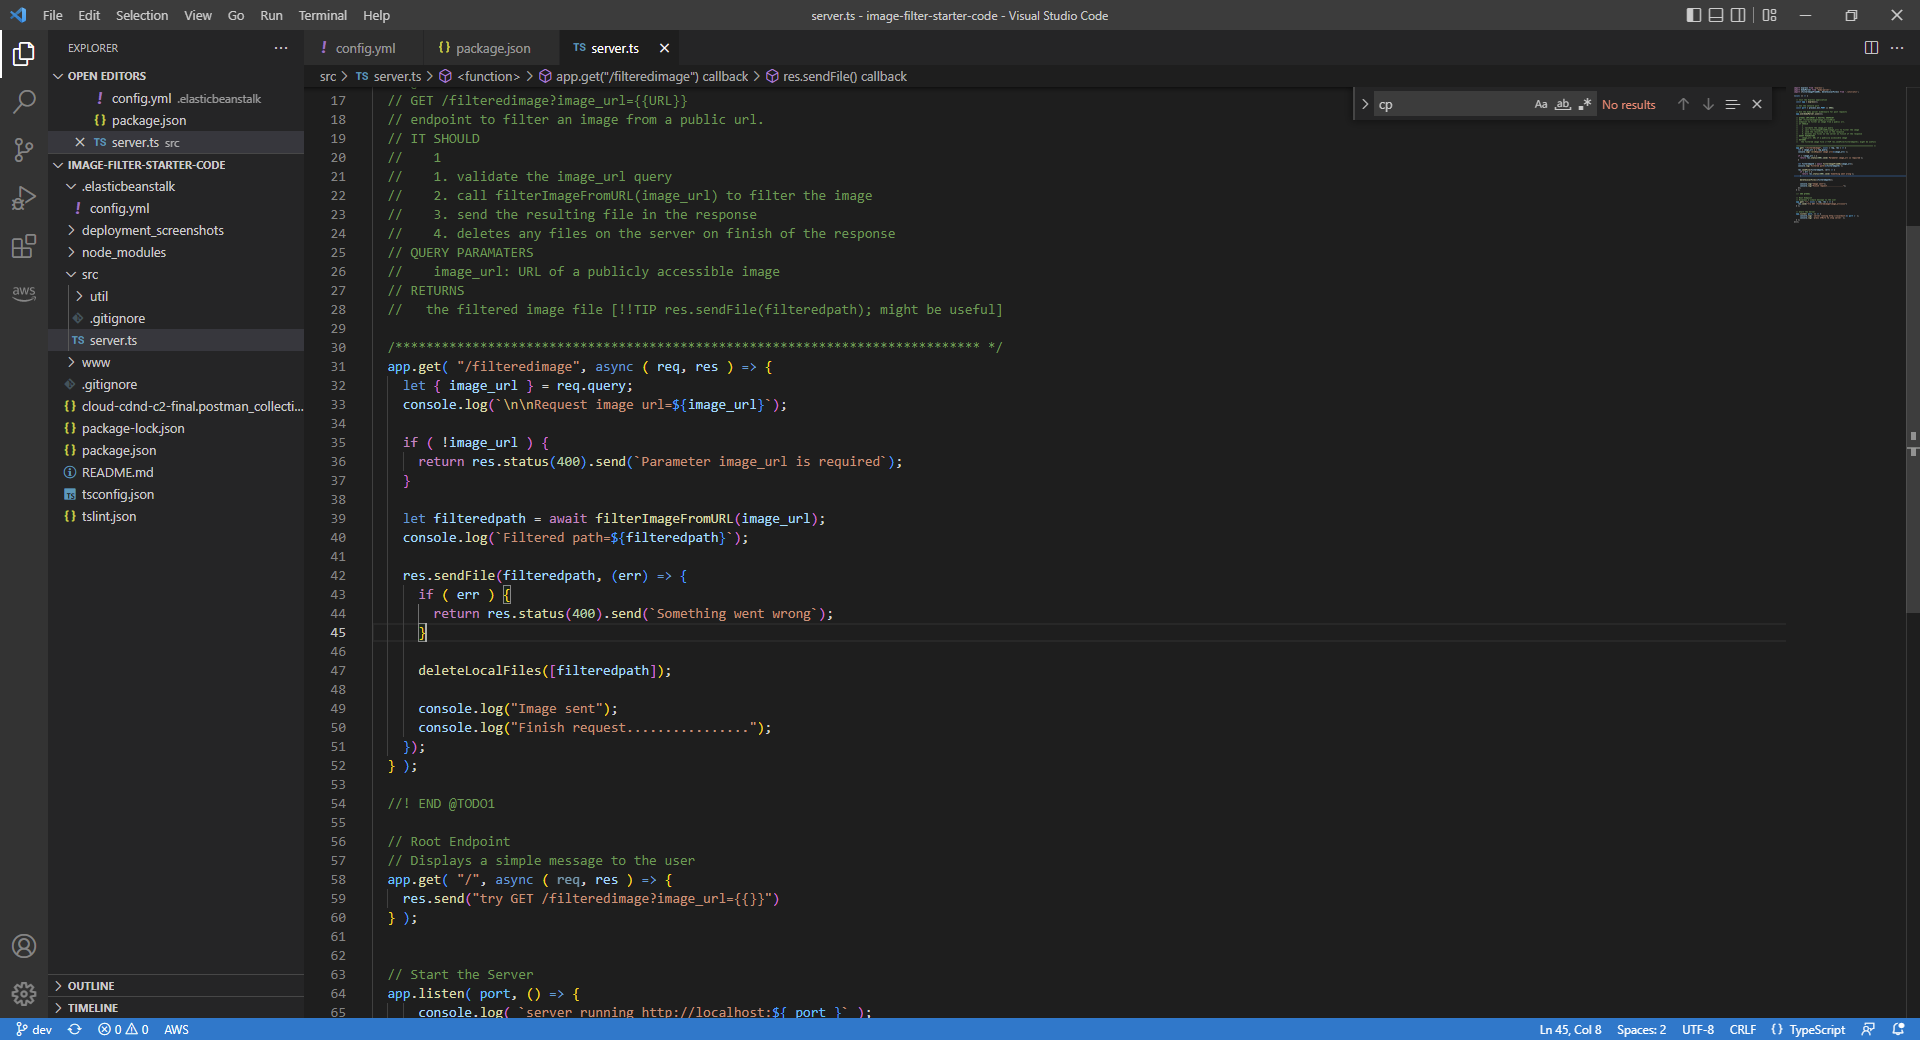 File Edit Selection View Go Run Terminal Help
server.ts - image-filter-starter-code - Visual Studio Code
EXPLORER
OPEN EDITORS
config.yml .elasticbeanstalk
package.json
server.ts src
IMAGE-FILTER-STARTER-CODE
.elasticbeanstalk
config.yml
deployment_screenshots
node_modules
src
util
.gitignore
server.ts
www
.gitignore
cloud-cdnd-c2-final.postman_collecti...
package-lock.json
package.json
README.md
tsconfig.json
tslint.json
OUTLINE
TIMELINE
aws
config.yml
package.json
TS server.ts
src > TS server.ts > <function> > app.get("/filteredimage") callback > res.sendFile() callback
cp Aa ab No results
17 // GET /filteredimage?image_url={{URL}}
18 // endpoint to filter an image from a public url.
19 // IT SHOULD
20 //    1
21 //    1. validate the image_url query
22 //    2. call filterImageFromURL(image_url) to filter the image
23 //    3. send the resulting file in the response
24 //    4. deletes any files on the server on finish of the response
25 // QUERY PARAMATERS
26 //    image_url: URL of a publicly accessible image
27 // RETURNS
28 //   the filtered image file [!!TIP res.sendFile(filteredpath); might be useful]
29
30 /**************************************************************************** */
31 app.get( "/filteredimage", async ( req, res ) => {
32   let { image_url } = req.query;
33   console.log(`\n\nRequest image url=${image_url}`);
34
35   if ( !image_url ) {
36     return res.status(400).send(`Parameter image_url is required`);
37   }
38
39   let filteredpath = await filterImageFromURL(image_url);
40   console.log(`Filtered path=${filteredpath}`);
41
42   res.sendFile(filteredpath, (err) => {
43     if ( err ) {
44       return res.status(400).send(`Something went wrong`);
45     }
46
47     deleteLocalFiles([filteredpath]);
48
49     console.log("Image sent");
50     console.log("Finish request................");
51   });
52 } );
53
54 //! END @TODO1
55
56 // Root Endpoint
57 // Displays a simple message to the user
58 app.get( "/", async ( req, res ) => {
59   res.send("try GET /filteredimage?image_url={{}}")
60 } );
61
62
63 // Start the Server
64 app.listen( port, () => {
65     console.log( `server running http://localhost:${ port }` );
dev 0 0 AWS
Ln 45, Col 8 Spaces: 2 UTF-8 CRLF {} TypeScript